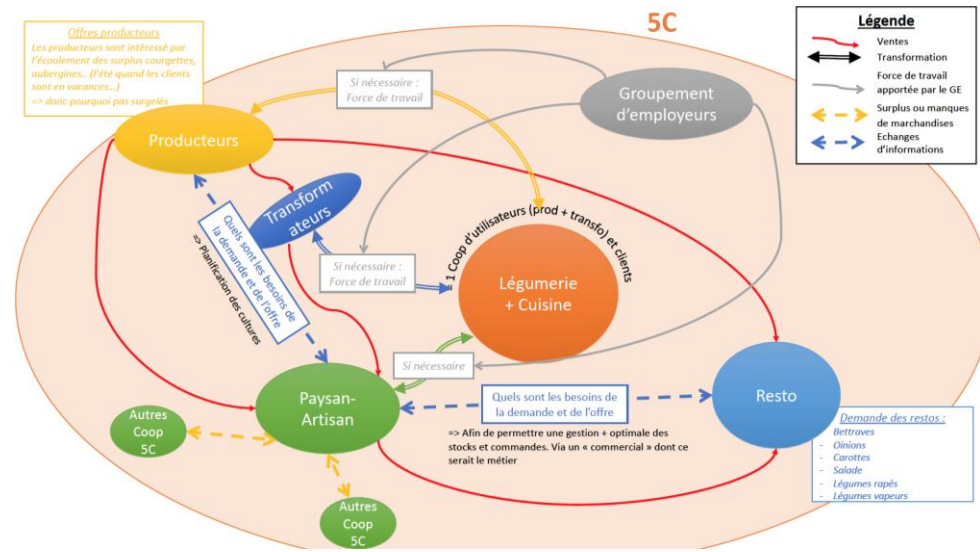 5C
Offres producteurs
Les producteurs sont intéressé par
l'écoulement des surplus courgettes,
aubergines.. (l'été quand les clients
sont en vacances...)
=> donc pourquoi pas surgelés
Légende
Ventes
Transformation
Force de travail
apportée par le GE
Surplus ou manques
de marchandises
Echanges
d'informations
Si nécessaire :
Force de travail
Groupement
d'employeurs
Producteurs
Transform
ateurs
Quels sont les besoins de
la demande et de l'offre
=> Planification des cultures
Si nécessaire :
Force de travail
= 1 Coop d'utilisateurs (prod + transfo) et clients
Légumerie
+ Cuisine
Si nécessaire
Paysan-
Artisan
Quels sont les besoins de
la demande et de l'offre
=> Afin de permettre une gestion + optimale des
stocks et commandes. Via un « commercial » dont ce
serait le métier
Resto
Autres
Coop
5C
Autres
Coop
5C
Demande des restos :
Bettraves
- Oinions
- Carottes
- Salade
- Légumes rapès
- Légumes vapeurs